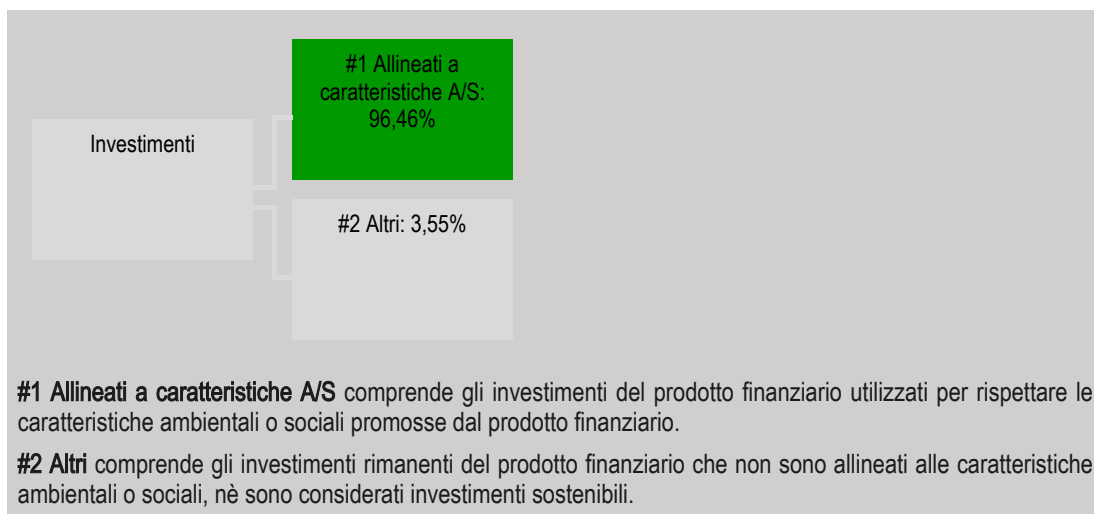 #1 Allineati a
caratteristiche A/S:
96,46%
Investimenti
#2 Altri: 3,55%
#1 Allineati a caratteristiche A/S comprende gli investimenti del prodotto finanziario utilizzati per rispettare le
caratteristiche ambientali o sociali promosse dal prodotto finanziario.
#2 Altri comprende gli investimenti rimanenti del prodotto finanziario che non sono allineati alle caratteristiche
ambientali o sociali, nè sono considerati investimenti sostenibili.